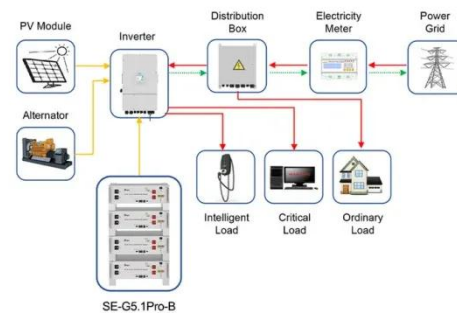 PV Module
Inverter
Distribution
Box
Electricity
Meter
Power
Grid
Alternator
Intelligent
Load
Critical
Load
Ordinary
Load
SE-G5.1Pro-B